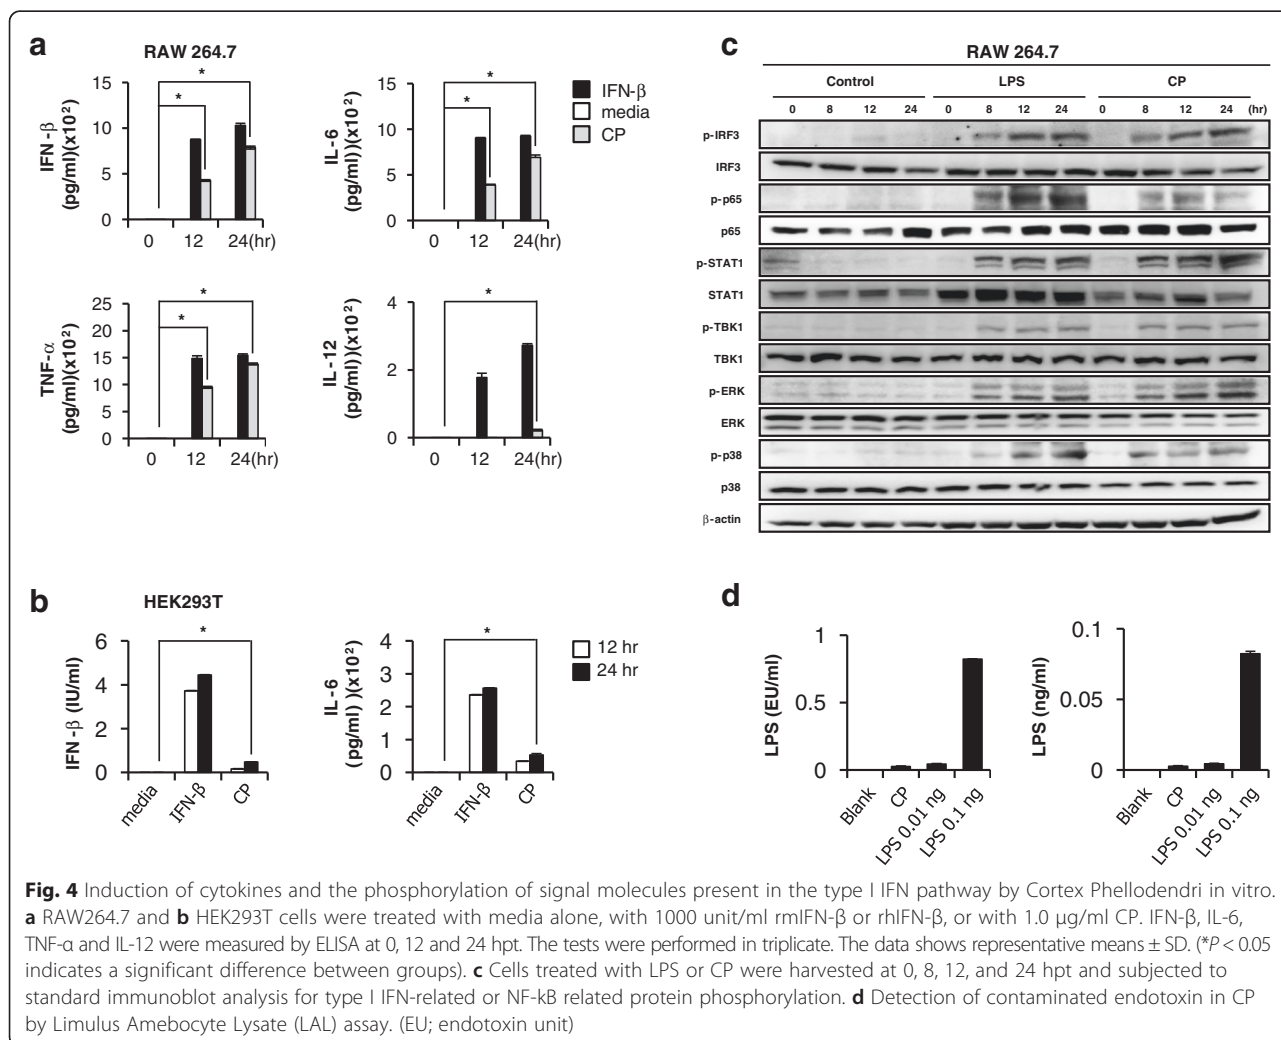 a
RAW 264.7
15
10
5
0
IFN-β
(pg/ml)(x10²)
*
*
0 12 24(hr)
15
10
5
0
IL-6
(pg/ml))(x10²)
*
*
0 12 24(hr)
IFN-β
media
CP
25
20
15
10
5
0
TNF-α
(pg/ml)(x10²)
*
*
0 12 24(hr)
4
2
0
IL-12
(pg/ml))(x10²)
*
0 12 24(hr)
b
HEK293T
6
4
2
0
IFN-β (IU/ml)
*
media IFN-β CP
4
3
2
1
0
IL-6
(pg/ml))(x10²)
*
media IFN-β CP
12 hr
24 hr
c
RAW 264.7
Control LPS CP
0 8 12 24 0 8 12 24 0 8 12 24 (hr)
p-IRF3
IRF3
p-p65
p65
p-STAT1
STAT1
p-TBK1
TBK1
p-ERK
ERK
p-p38
p38
β-actin
d
1
0.5
0
LPS (EU/ml)
Blank CP LPS 0.01 ng LPS 0.1 ng
0.1
0.05
0
LPS (ng/ml)
Blank CP LPS 0.01 ng LPS 0.1 ng
Fig. 4 Induction of cytokines and the phosphorylation of signal molecules present in the type I IFN pathway by Cortex Phellodendri in vitro.
a RAW264.7 and b HEK293T cells were treated with media alone, with 1000 unit/ml rmIFN-β or rhIFN-β, or with 1.0 μg/ml CP. IFN-β, IL-6,
TNF-α and IL-12 were measured by ELISA at 0, 12 and 24 hpt. The tests were performed in triplicate. The data shows representative means ± SD. (*P < 0.05
indicates a significant difference between groups). c Cells treated with LPS or CP were harvested at 0, 8, 12, and 24 hpt and subjected to
standard immunoblot analysis for type I IFN-related or NF-kB related protein phosphorylation. d Detection of contaminated endotoxin in CP
by Limulus Amebocyte Lysate (LAL) assay. (EU; endotoxin unit)